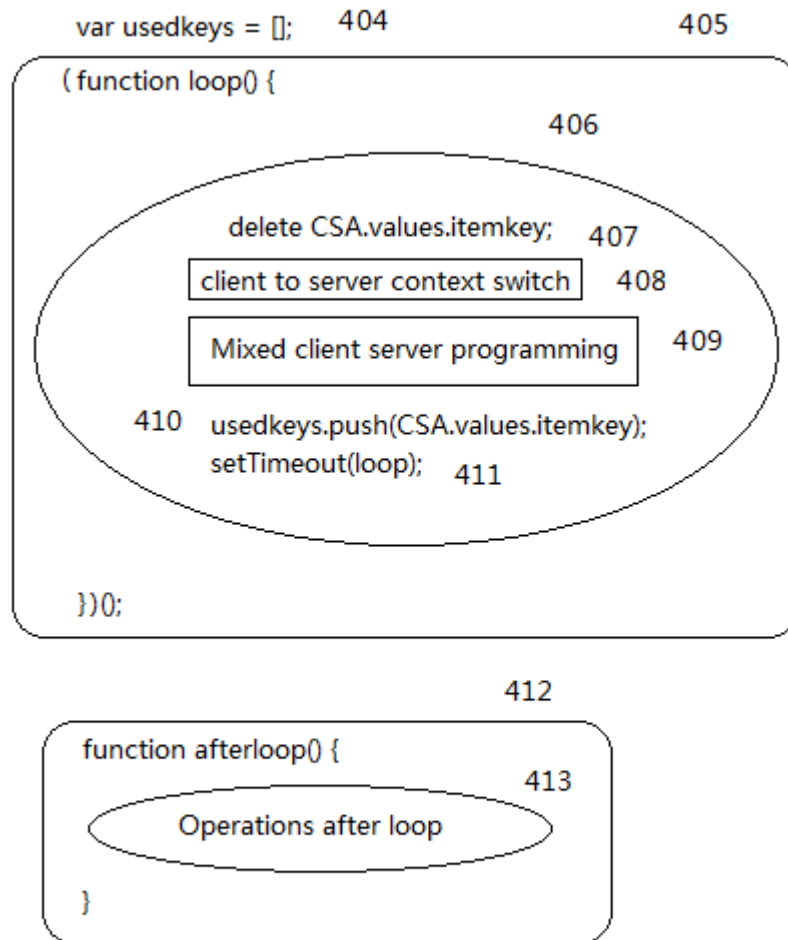 var usedkeys = []; 404 405
( function loop() {
406
delete CSA.values.itemkey; 407
client to server context switch 408
Mixed client server programming 409
410 usedkeys.push(CSA.values.itemkey);
setTimeout(loop); 411
})();
412
function afterloop() {
413
Operations after loop
}